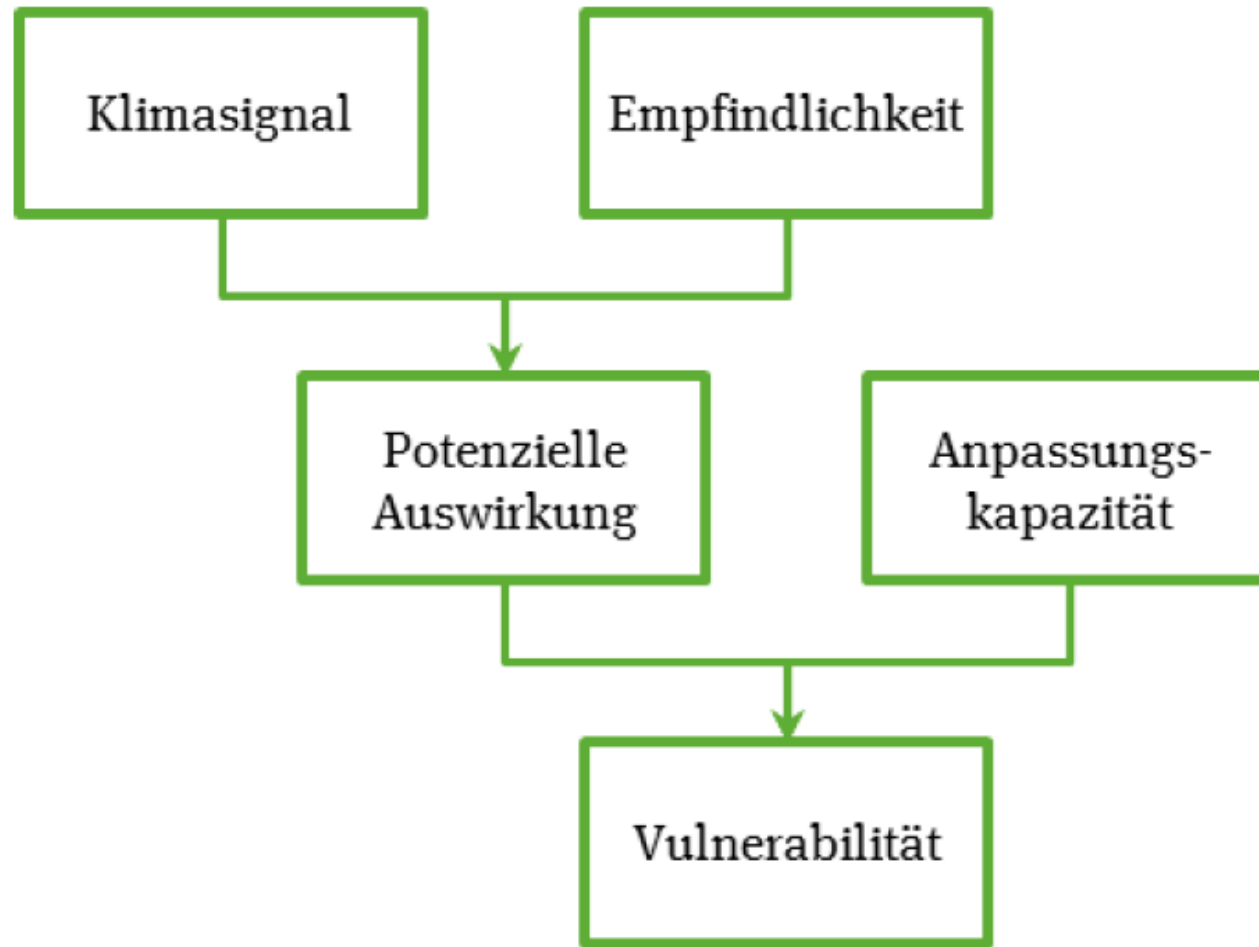 Klimasignal
Empfindlichkeit
Potenzielle
Auswirkung
Anpassungs-
kapazität
Vulnerabilität